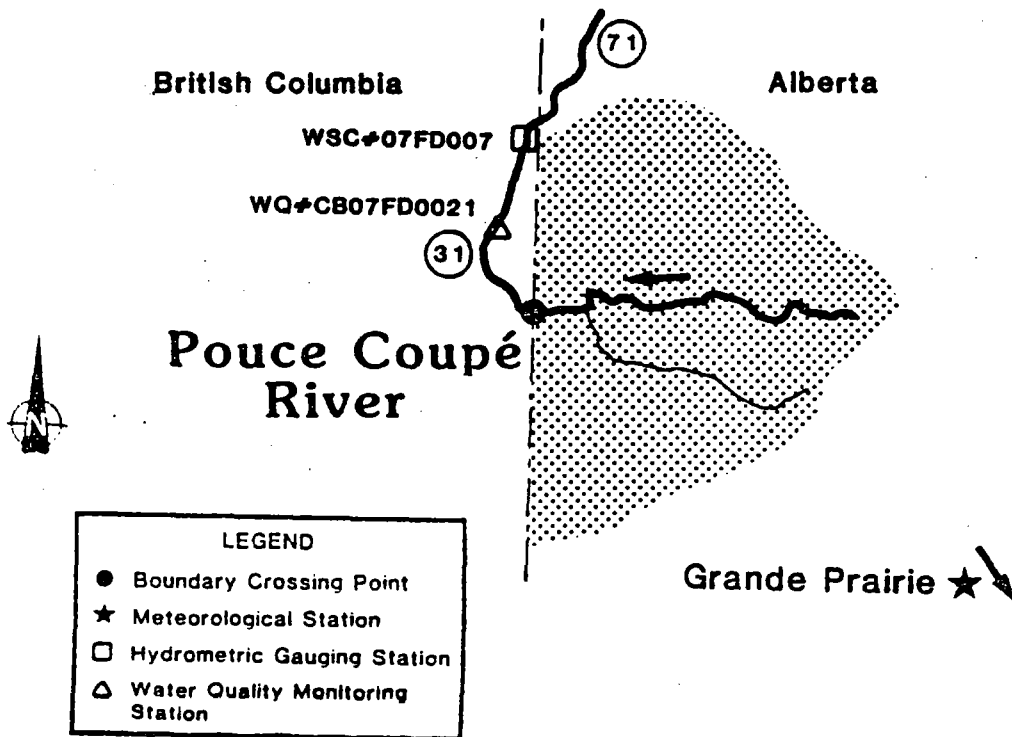 71
British Columbia
Alberta
WSC#07FD007
WQ#CB07FD0021
31
Pouce Coupé
River
N
LEGEND
Boundary Crossing Point
Meteorological Station
Hydrometric Gauging Station
Water Quality Monitoring
Station
Grande Prairie